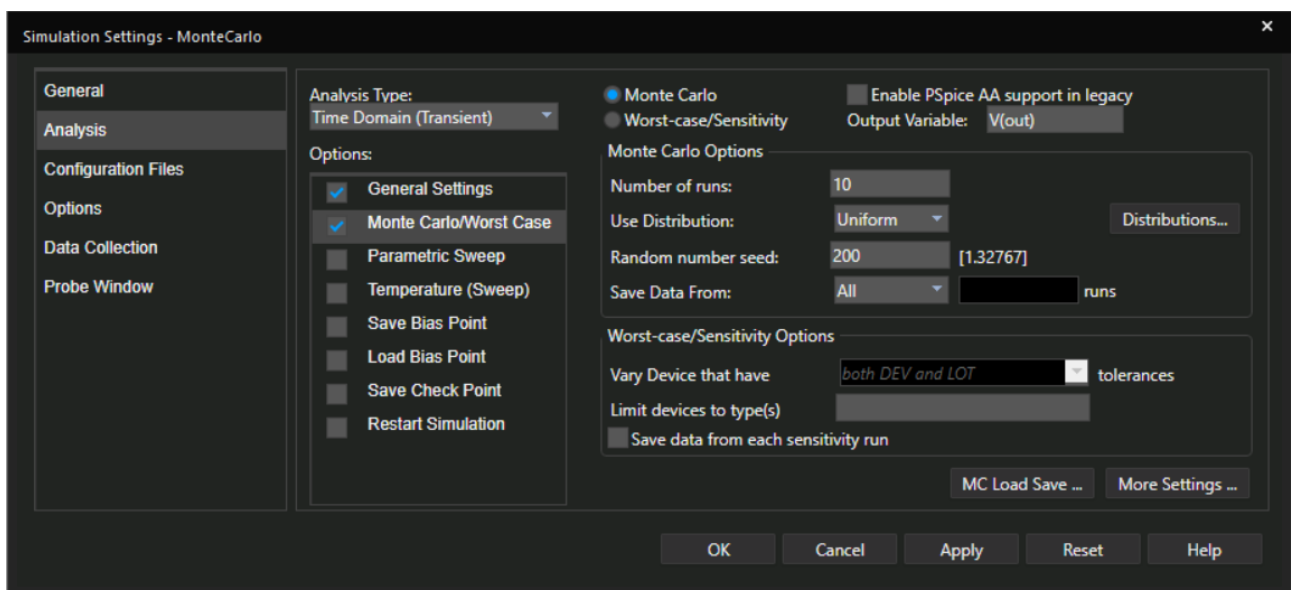 Simulation Settings - MonteCarlo
×
General
Analysis
Configuration Files
Options
Data Collection
Probe Window
Analysis Type:
Time Domain (Transient)
Options:
General Settings
Monte Carlo/Worst Case
Parametric Sweep
Temperature (Sweep)
Save Bias Point
Load Bias Point
Save Check Point
Restart Simulation
Monte Carlo
Enable PSpice AA support in legacy
Worst-case/Sensitivity
Output Variable: V(out)
Monte Carlo Options
Number of runs: 10
Use Distribution: Uniform Distributions...
Random number seed: 200 [1.32767]
Save Data From: All runs
Worst-case/Sensitivity Options
Vary Device that have both DEV and LOT tolerances
Limit devices to type(s)
Save data from each sensitivity run
MC Load Save ... More Settings ...
OK Cancel Apply Reset Help